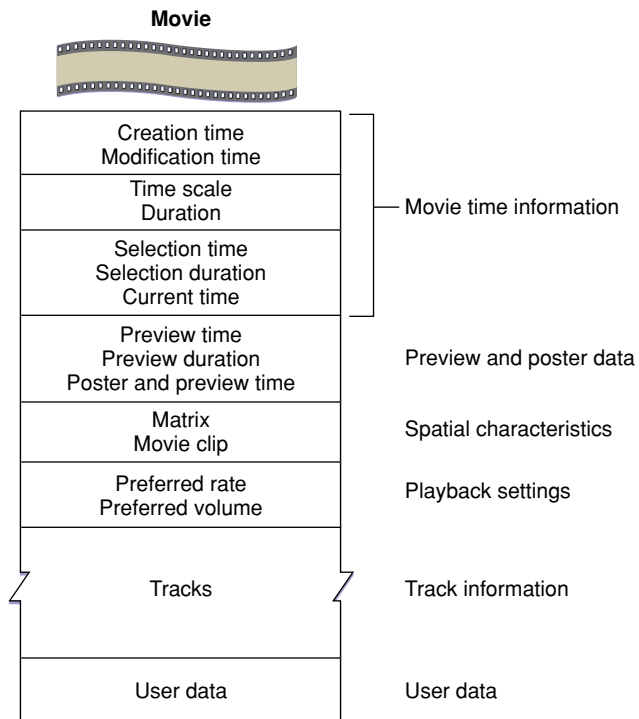 Movie
Creation time
Modification time
Time scale
Duration
Movie time information
Selection time
Selection duration
Current time
Preview time
Preview duration
Poster and preview time
Preview and poster data
Matrix
Movie clip
Spatial characteristics
Preferred rate
Preferred volume
Playback settings
Tracks
Track information
User data
User data